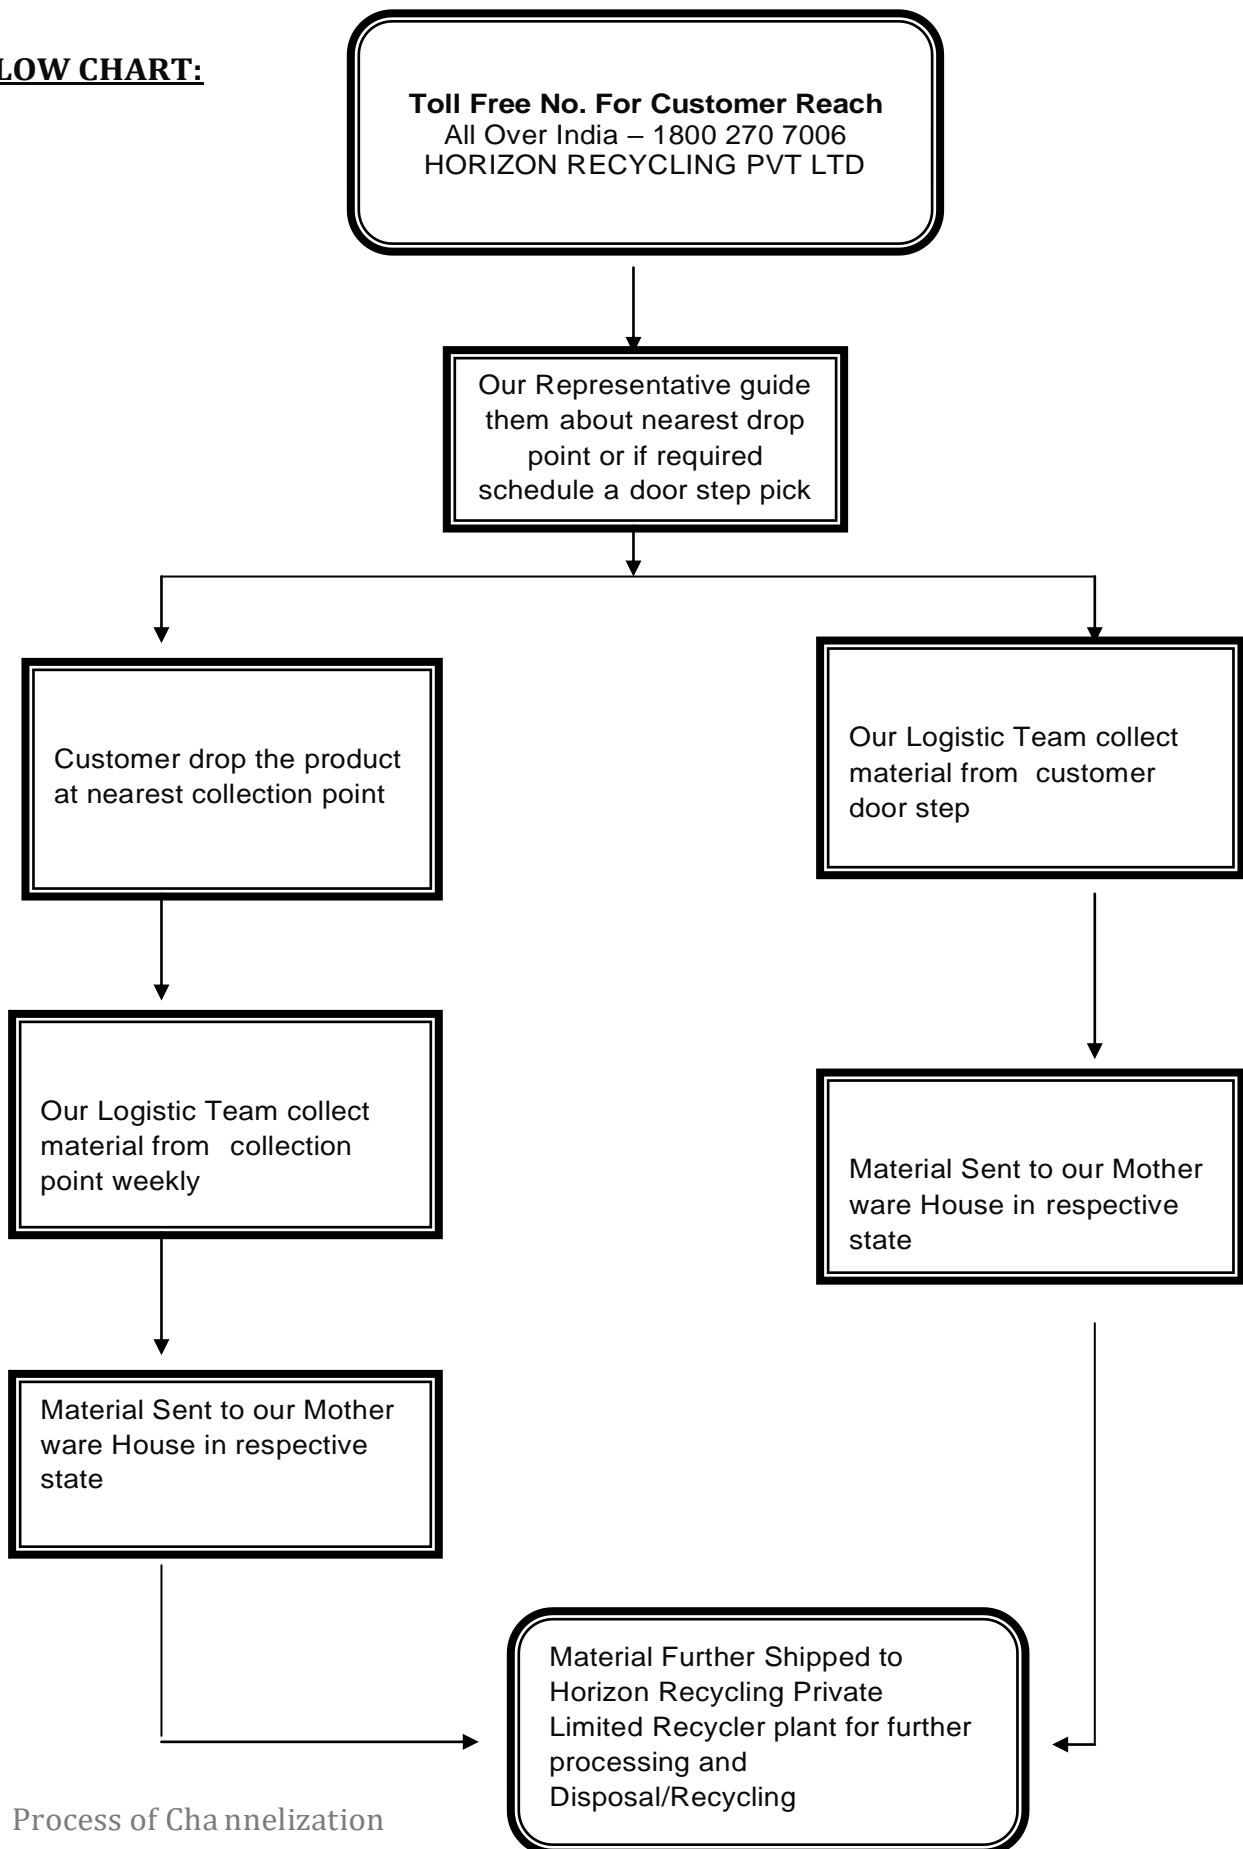 LOW CHART:
Toll Free No. For Customer Reach
All Over India – 1800 270 7006
HORIZON RECYCLING PVT LTD
Our Representative guide
them about nearest drop
point or if required
schedule a door step pick
Customer drop the product
at nearest collection point
Our Logistic Team collect
material from customer
door step
Our Logistic Team collect
material from collection
point weekly
Material Sent to our Mother
ware House in respective
state
Material Sent to our Mother
ware House in respective
state
Material Further Shipped to
Horizon Recycling Private
Limited Recycler plant for further
processing and
Disposal/Recycling
Process of Cha nnelization